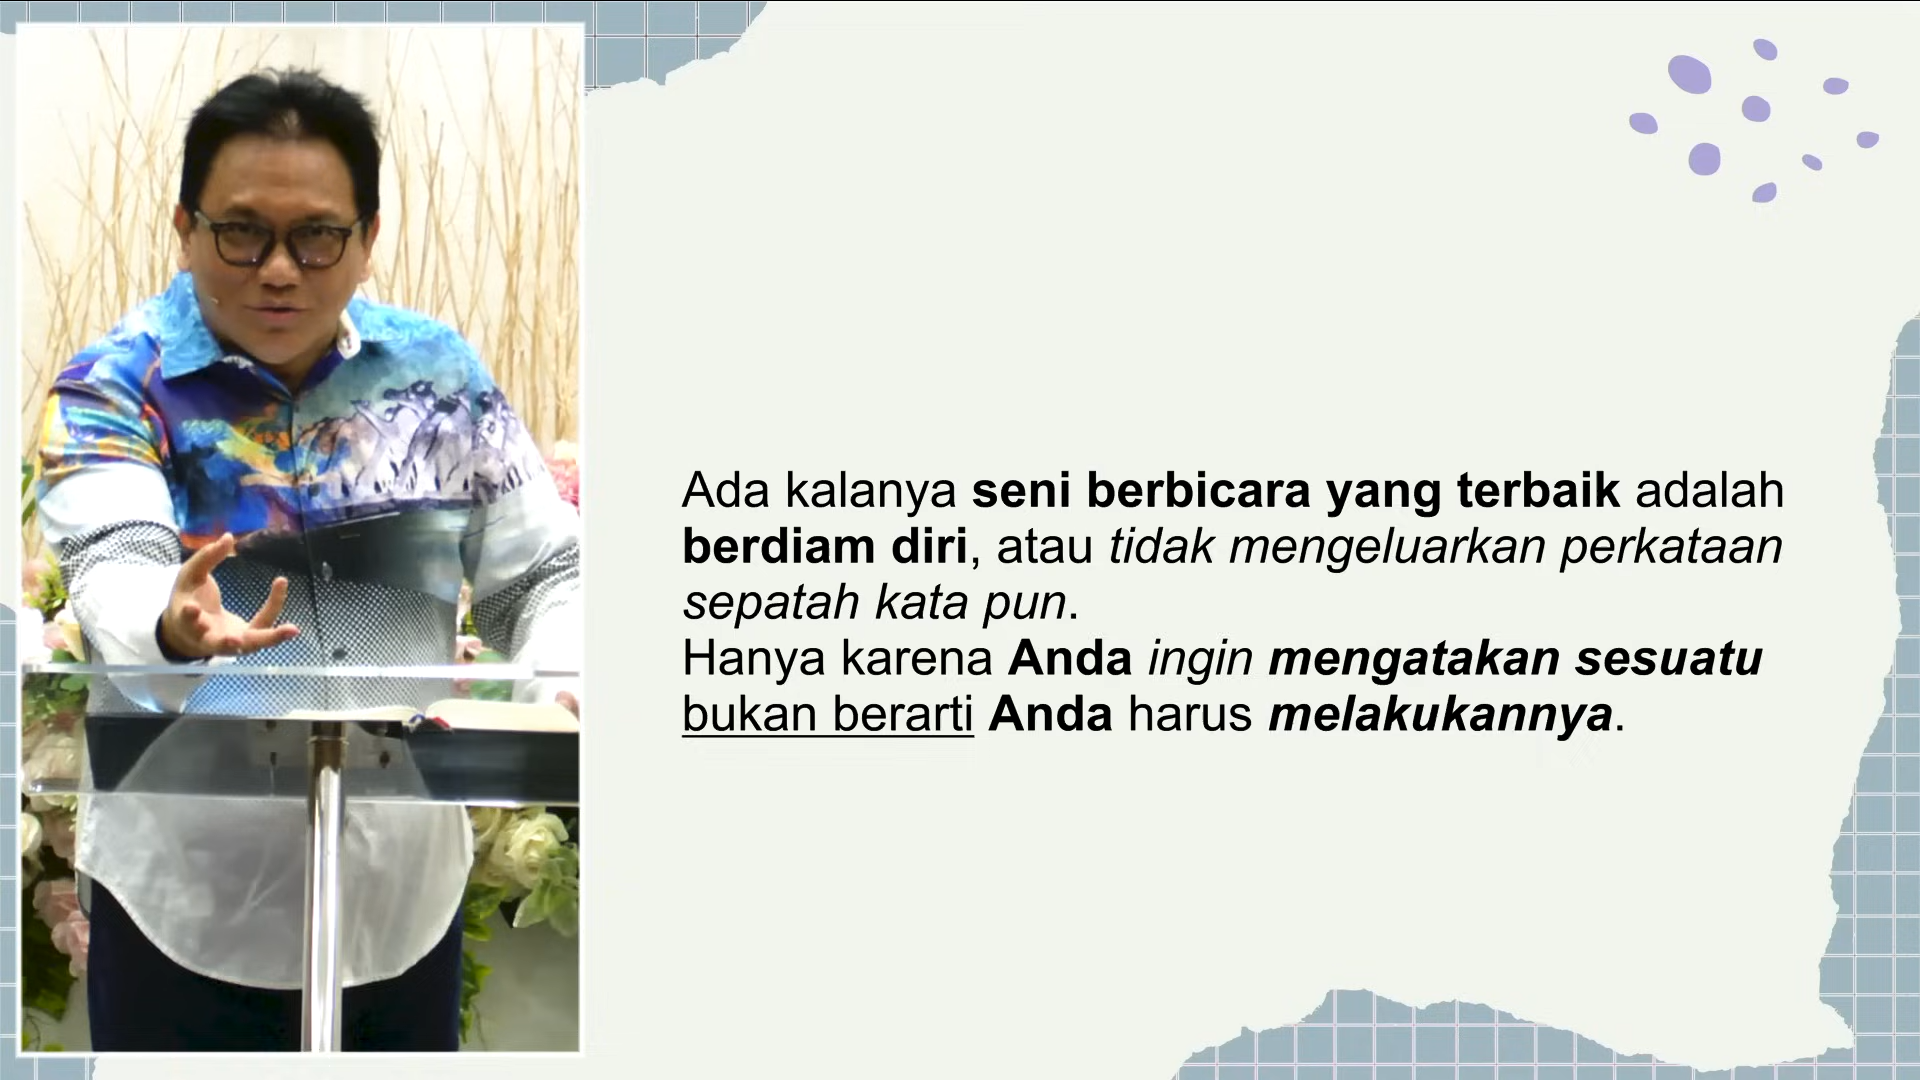 Ada kalanya seni berbicara yang terbaik adalah
berdiam diri, atau tidak mengeluarkan perkataan
sepatah kata pun.
Hanya karena Anda ingin mengatakan sesuatu
bukan berarti Anda harus melakukannya.